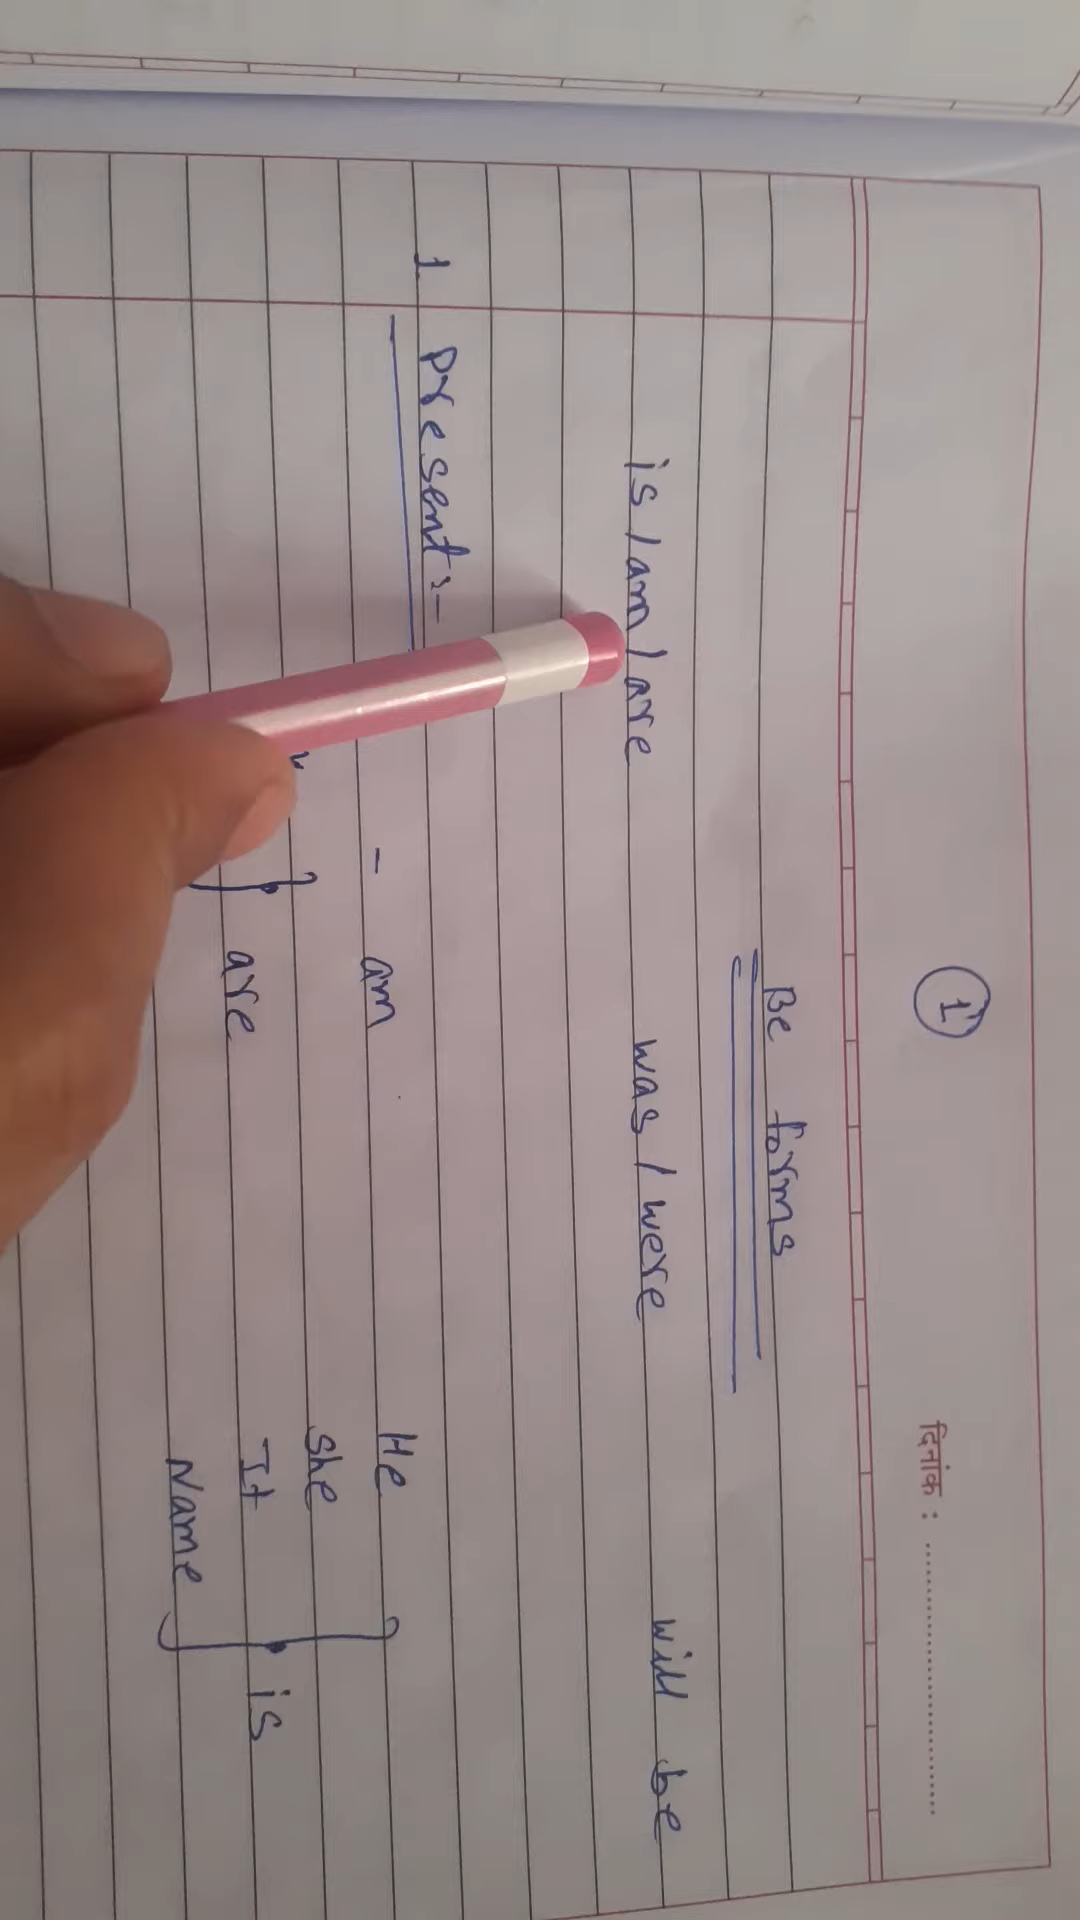 1
दिनांक :
Be forms
is / am / are was / were will be
1 Present :-
- am He
She
are It is
Name